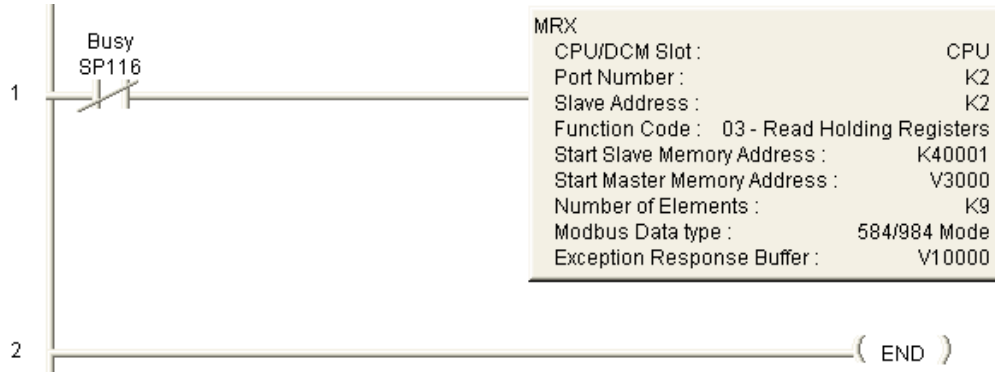 Busy
SP116
1
MRX
CPU/DCM Slot : CPU
Port Number : K2
Slave Address : K2
Function Code : 03 - Read Holding Registers
Start Slave Memory Address : K40001
Start Master Memory Address : V3000
Number of Elements : K9
Modbus Data type : 584/984 Mode
Exception Response Buffer : V10000
2
( END )